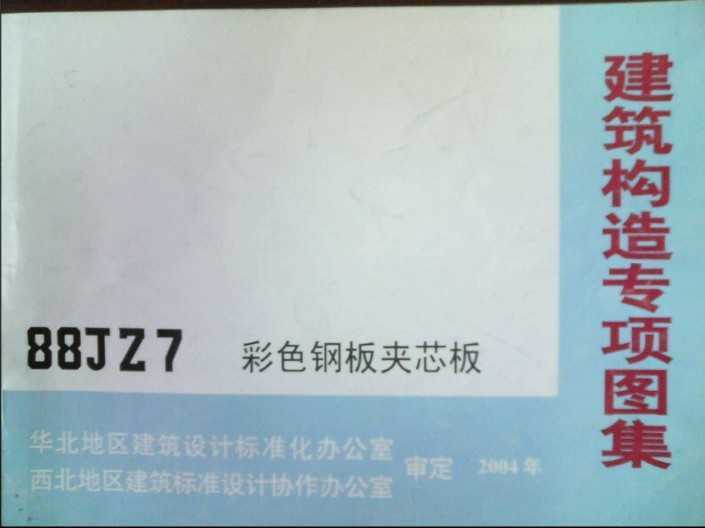 建筑构造专项图集
88JZ7 彩色钢板夹芯板
华北地区建筑设计标准化办公室
西北地区建筑标准设计协作办公室
审定 2004年